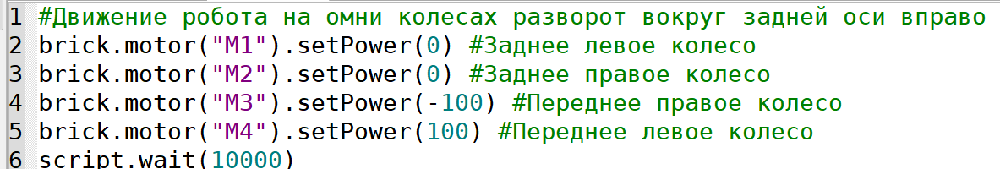 1 #Движение робота на омни колесах разворот вокруг задней оси вправо
2 brick.motor("M1").setPower(0) #Заднее левое колесо
3 brick.motor("M2").setPower(0) #Заднее правое колесо
4 brick.motor("M3").setPower(-100) #Переднее правое колесо
5 brick.motor("M4").setPower(100) #Переднее левое колесо
6 script.wait(10000)